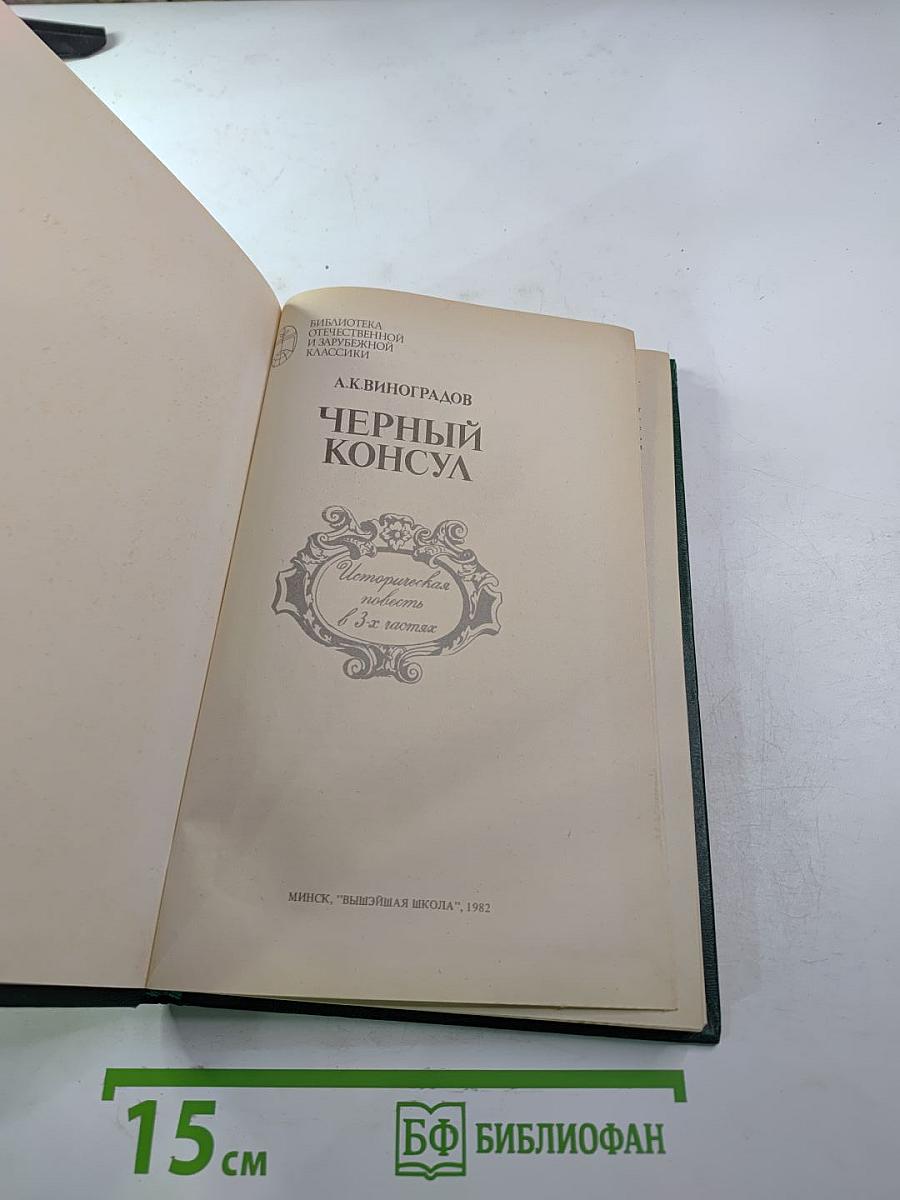 БИБЛИОТЕКА
ОТЕЧЕСТВЕННОЙ
И ЗАРУБЕЖНОЙ
КЛАССИКИ
А.К.ВИНОГРАДОВ
ЧЕРНЫЙ
КОНСУЛ
Историческая
повесть
в 3-х частях
МИНСК, "ВЫШЭЙШАЯ ШКОЛА", 1982
15 см
БФ БИБЛИОФАН